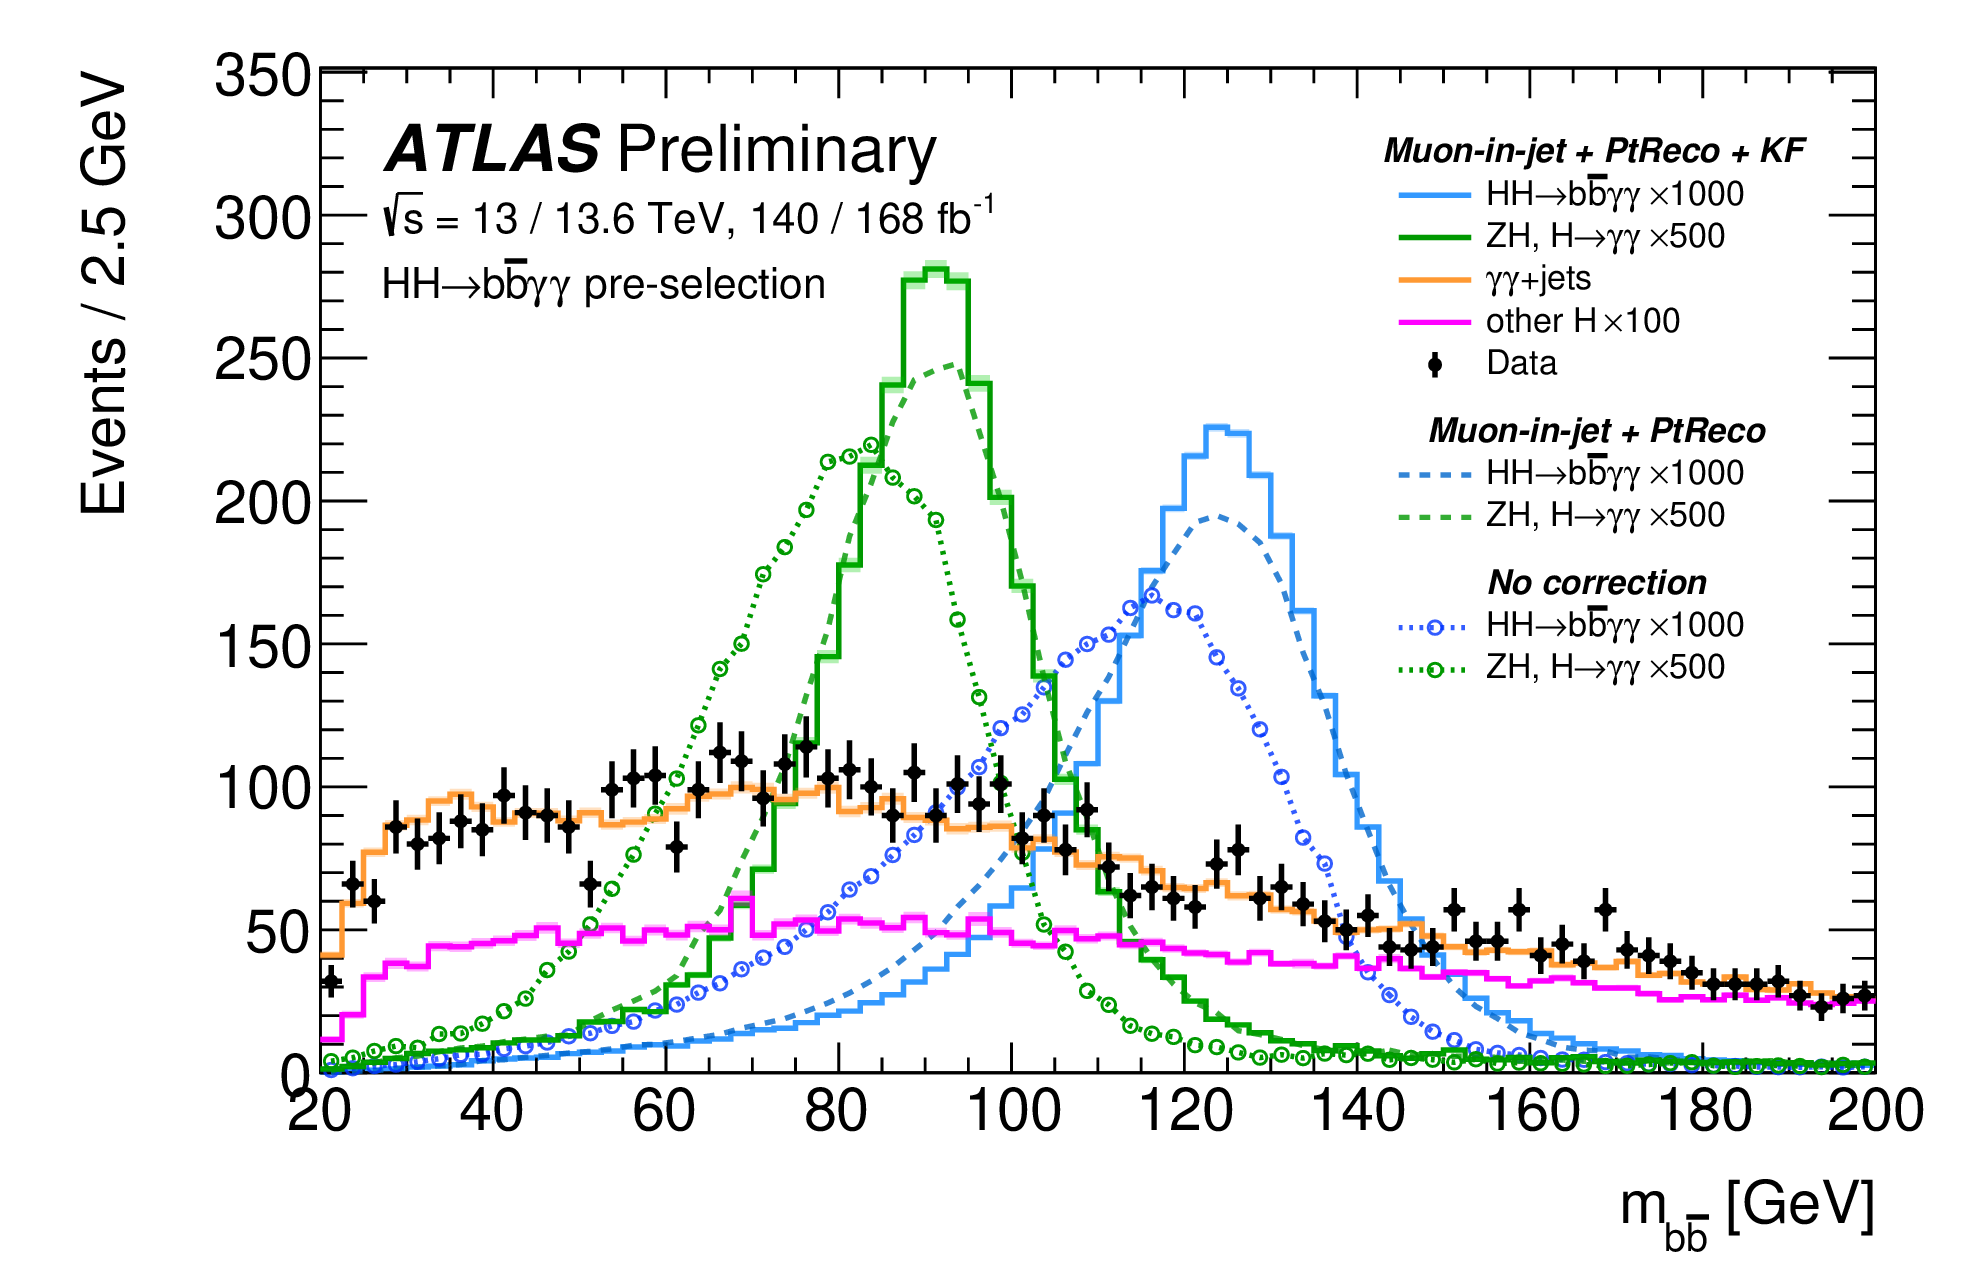 Events / 2.5 GeV
350
300
250
200
150
100
50
0
ATLAS Preliminary
√s = 13 / 13.6 TeV, 140 / 168 fb⁻¹
HH→bb̅γγ pre-selection
Muon-in-jet + PtReco + KF
HH→bb̅γγ ×1000
ZH, H→γγ ×500
γγ+jets
other H ×100
Data
Muon-in-jet + PtReco
HH→bb̅γγ ×1000
ZH, H→γγ ×500
No correction
HH→bb̅γγ ×1000
ZH, H→γγ ×500
20 40 60 80 100 120 140 160 180 200
m_bb̅ [GeV]